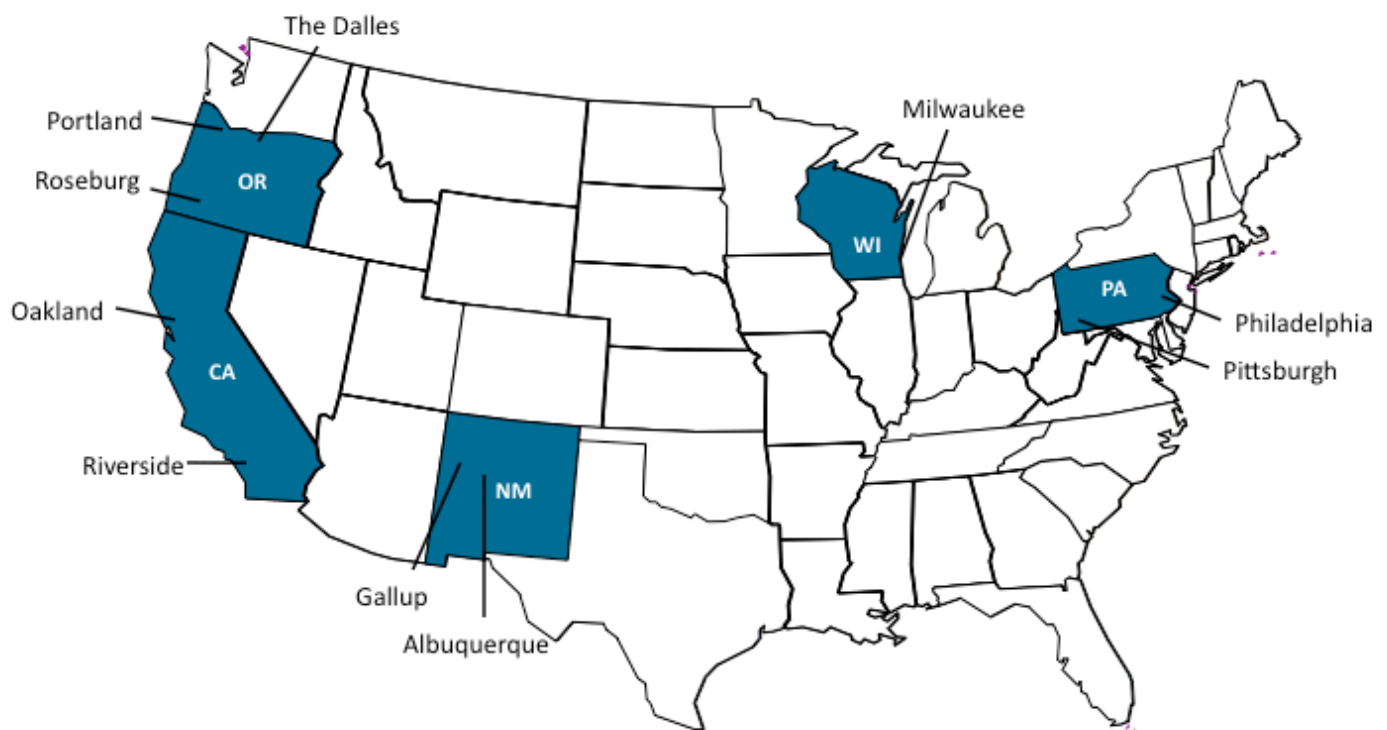 The Dalles
Milwaukee
Portland
Roseburg
OR
WI
PA
Oakland
Philadelphia
CA
Pittsburgh
Riverside
NM
Gallup
Albuquerque